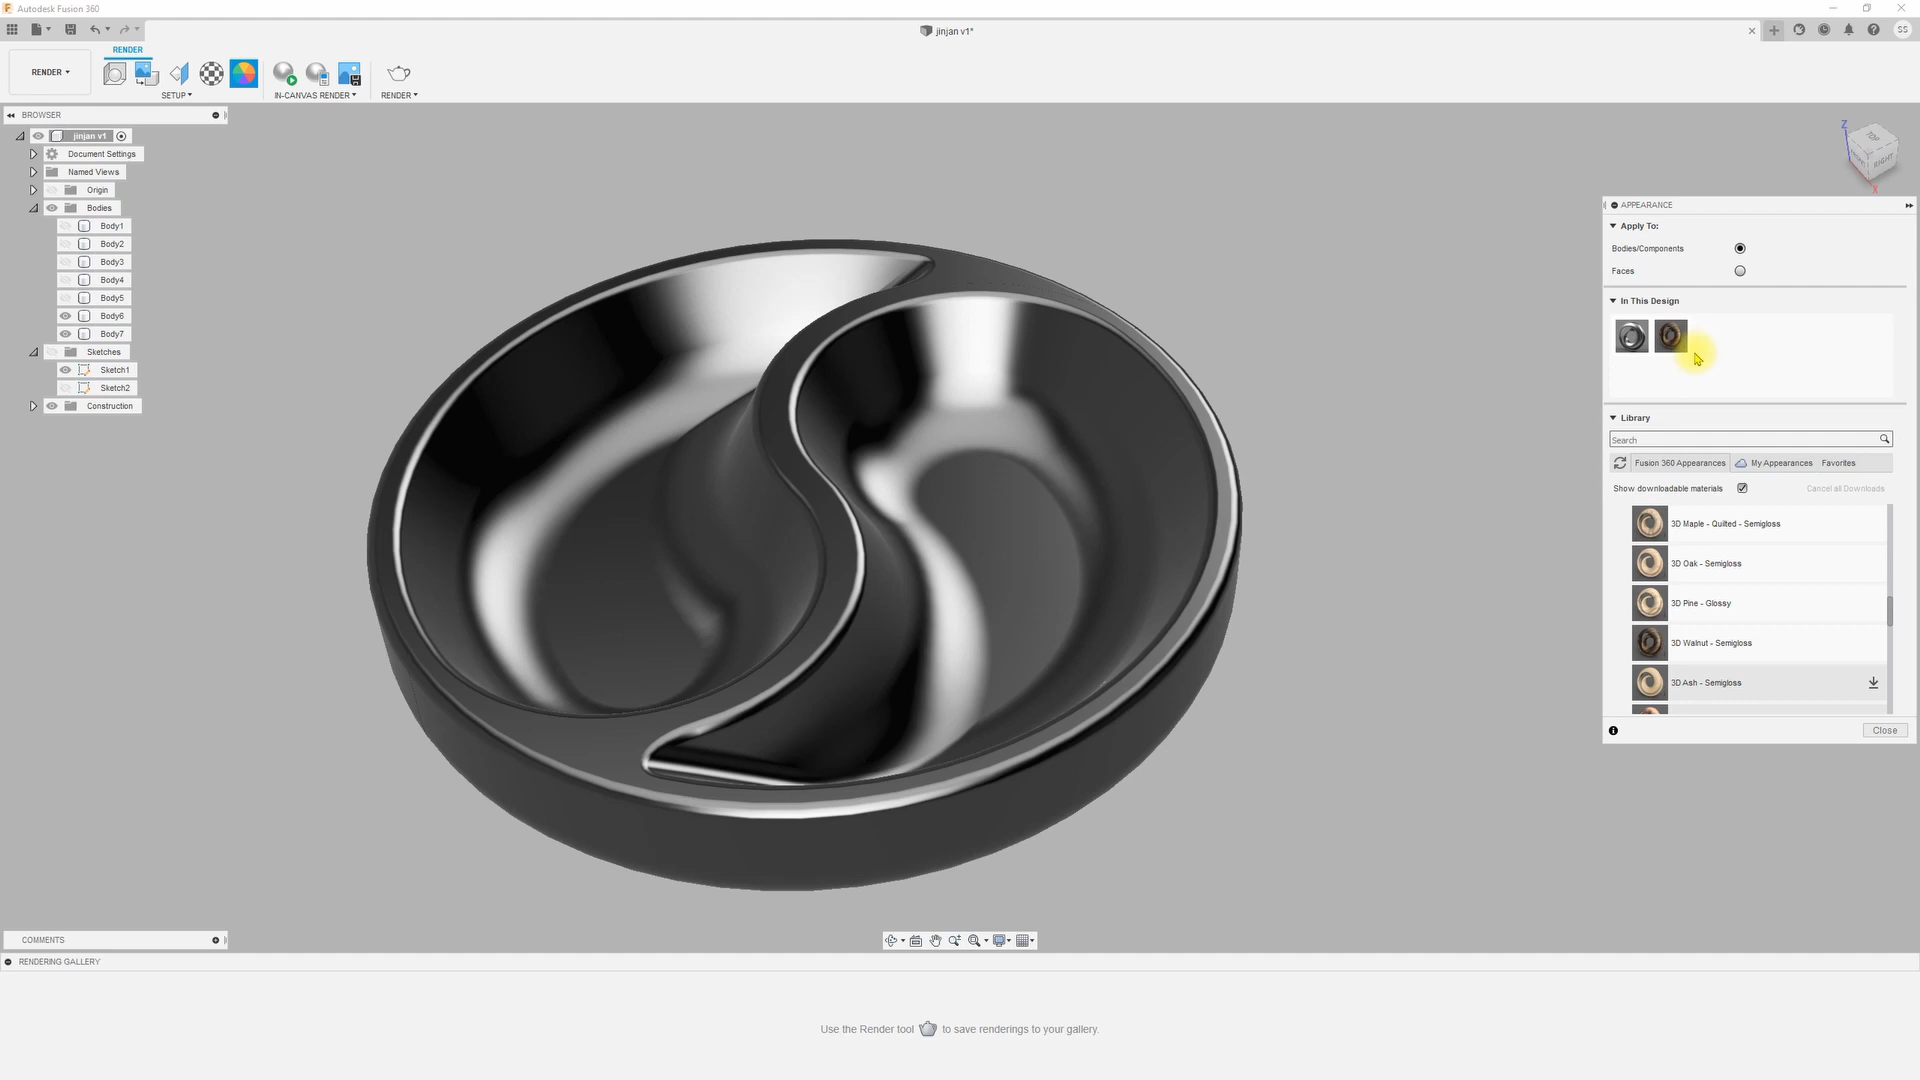 Autodesk Fusion 360
jinjan v1*
SS
RENDER
RENDER
SETUP
IN-CANVAS RENDER
RENDER
BROWSER
jinjan v1
Document Settings
Named Views
Origin
Bodies
Body1
Body2
Body3
Body4
Body5
Body6
Body7
Sketches
Sketch1
Sketch2
Construction
Z
TOP
RIGHT
X
APPEARANCE
Apply To:
Bodies/Components
Faces
In This Design
Library
Search
Fusion 360 Appearances
My Appearances
Favorites
Show downloadable materials
Cancel all Downloads
3D Maple - Quilted - Semigloss
3D Oak - Semigloss
3D Pine - Glossy
3D Walnut - Semigloss
3D Ash - Semigloss
Close
COMMENTS
RENDERING GALLERY
Use the Render tool to save renderings to your gallery.